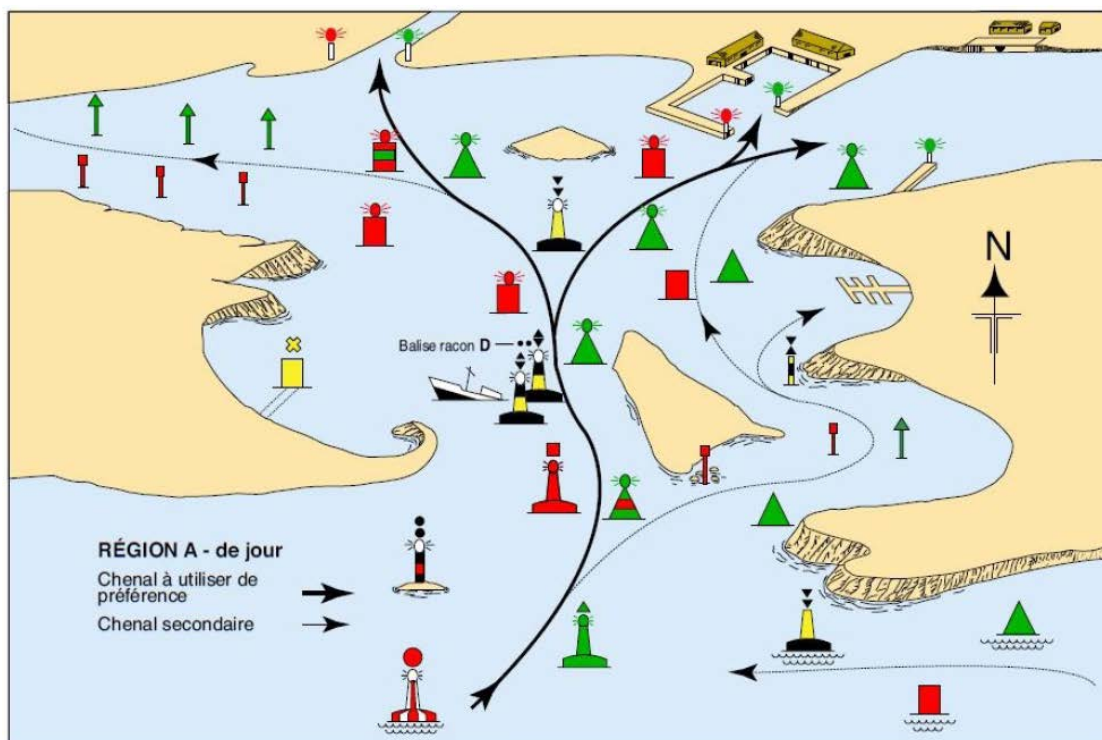 N
Balise racon D
RÉGION A - de jour
Chenal à utiliser de
préférence
Chenal secondaire